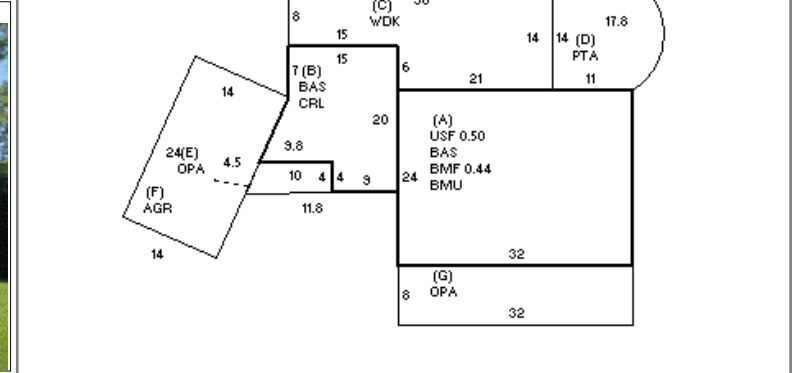 (C)
WDK
8
15
15
14
14
(D)
PTA
17.8
7
(B)
BAS
CRL
6
21
11
14
20
(A)
USF 0.50
BAS
BMF 0.44
BMU
24
24(E)
OPA
4.5
9.8
10
4
4
9
(F)
AGR
11.8
14
32
(G)
OPA
8
32